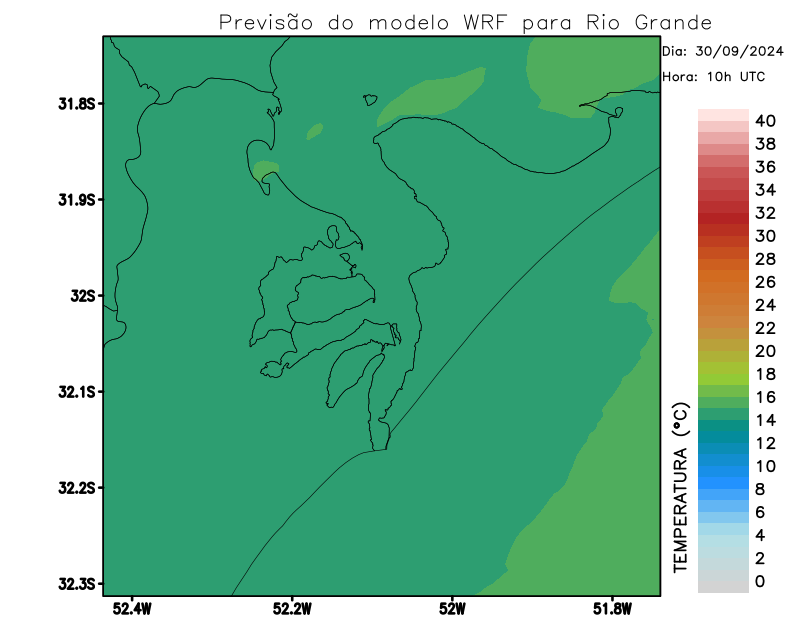 Previsão do modelo WRF para Rio Grande
Dia: 30/09/2024
Hora: 10h UTC
31.8S
31.9S
32S
32.1S
32.2S
32.3S
52.4W
52.2W
52W
51.8W
TEMPERATURA (°C)
40
38
36
34
32
30
28
26
24
22
20
18
16
14
12
10
8
6
4
2
0